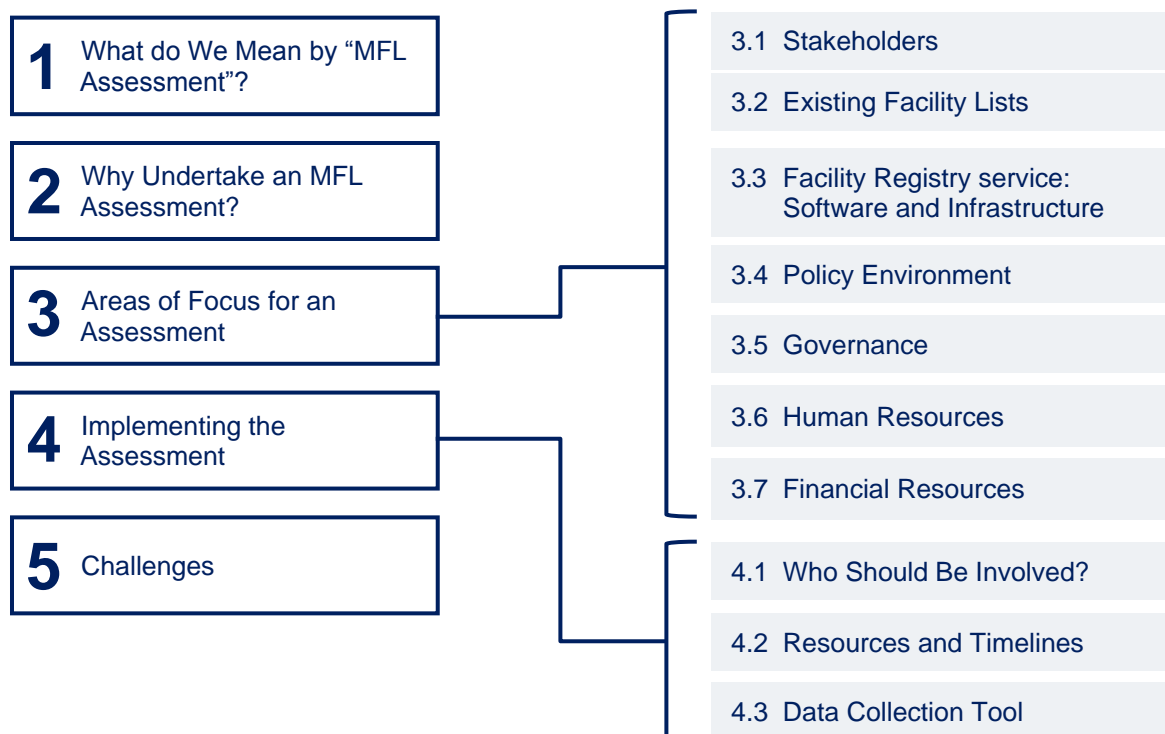 1 What do We Mean by “MFL
Assessment”?
2 Why Undertake an MFL
Assessment?
3 Areas of Focus for an
Assessment
4 Implementing the
Assessment
5 Challenges
3.1 Stakeholders
3.2 Existing Facility Lists
3.3 Facility Registry service:
Software and Infrastructure
3.4 Policy Environment
3.5 Governance
3.6 Human Resources
3.7 Financial Resources
4.1 Who Should Be Involved?
4.2 Resources and Timelines
4.3 Data Collection Tool